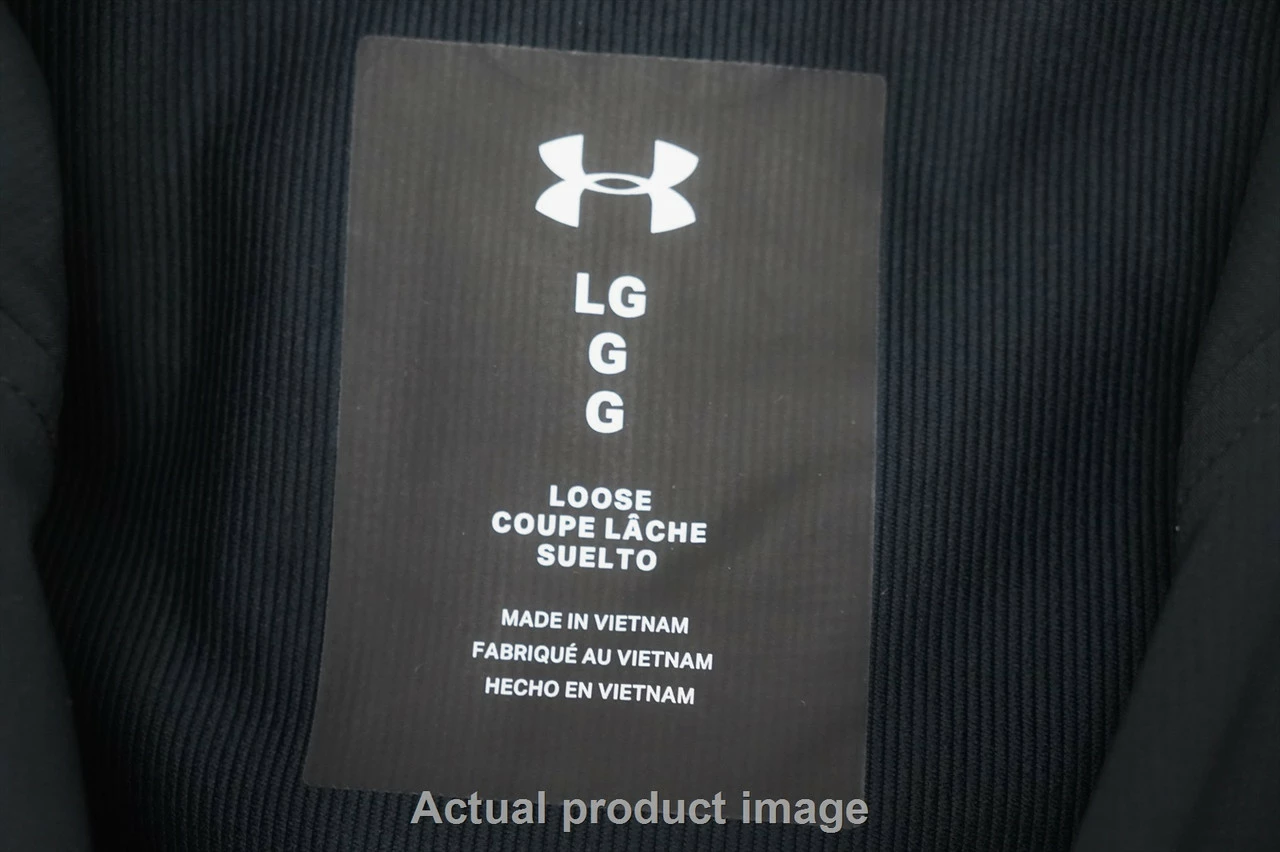 LG
G
G
LOOSE
COUPE LÂCHE
SUELTO
MADE IN VIETNAM
FABRIQUÉ AU VIETNAM
HECHO EN VIETNAM
Actual product image